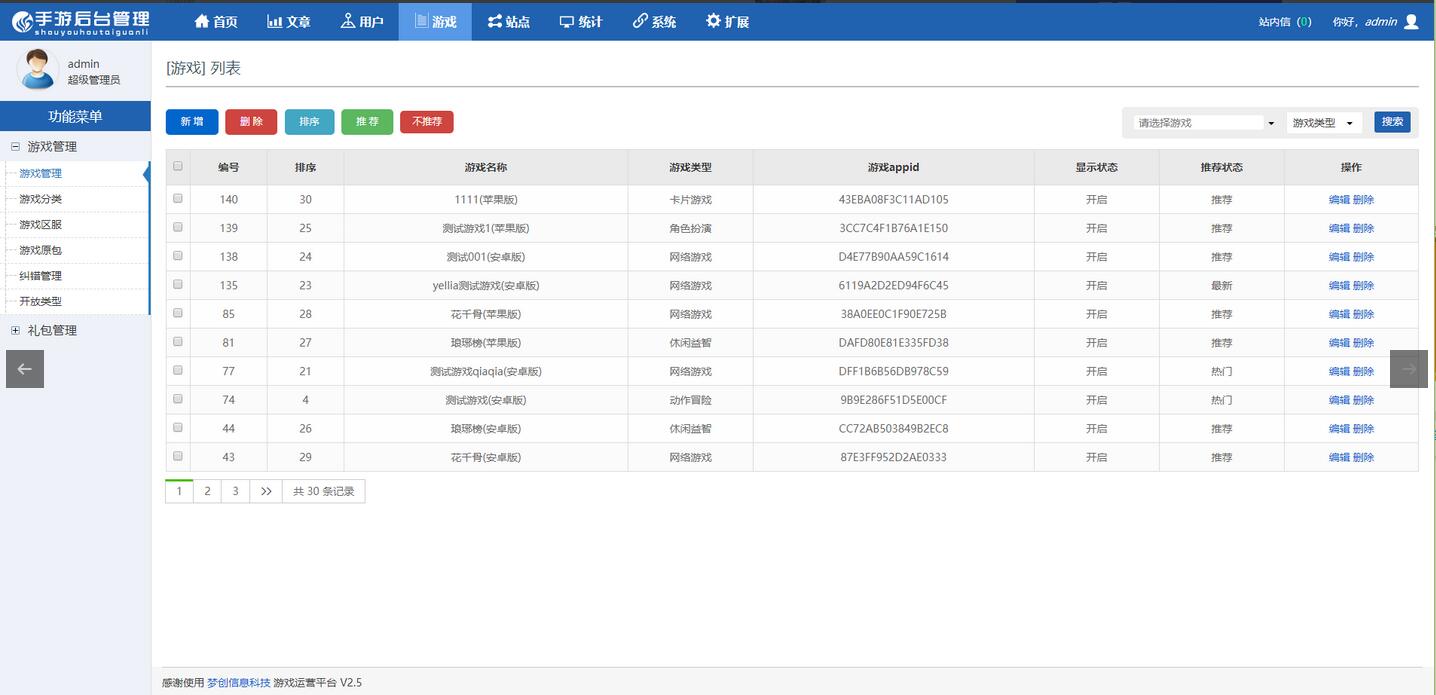 手游后台管理 首页 文章 用户 游戏 站点 统计 系统 扩展 站内信（0） 你好，admin
shouyouhoutaiguanli
admin
超级管理员
功能菜单
游戏管理
游戏管理
游戏分类
游戏区服
游戏原包
纠错管理
开放类型
礼包管理
[游戏] 列表
新 增 删 除 排序 推 荐 不推荐 请选择游戏 游戏类型 搜索
编号 排序 游戏名称 游戏类型 游戏appid 显示状态 推荐状态 操作
140 30 1111(苹果版) 卡片游戏 43EBA08F3C11AD105 开启 推荐 编辑 删除
139 25 测试游戏1(苹果版) 角色扮演 3CC7C4F1B76A1E150 开启 推荐 编辑 删除
138 24 测试001(安卓版) 网络游戏 D4E77B90AA59C1614 开启 推荐 编辑 删除
135 23 yellia测试游戏(安卓版) 网络游戏 6119A2D2ED94F6C45 开启 最新 编辑 删除
85 28 花千骨(苹果版) 网络游戏 38A0EE0C1F90E725B 开启 推荐 编辑 删除
81 27 琅琊榜(苹果版) 休闲益智 DAFD80E81E335FD38 开启 推荐 编辑 删除
77 21 测试游戏qiaqia(安卓版) 网络游戏 DFF1B6B56DB978C59 开启 热门 编辑 删除
74 4 测试游戏(安卓版) 动作冒险 9B9E286F51D5E00CF 开启 热门 编辑 删除
44 26 琅琊榜(安卓版) 休闲益智 CC72AB503849B2EC8 开启 推荐 编辑 删除
43 29 花千骨(安卓版) 网络游戏 87E3FF952D2AE0333 开启 推荐 编辑 删除
1 2 3 >> 共 30 条记录
感谢使用 梦创信息科技 游戏运营平台 V2.5